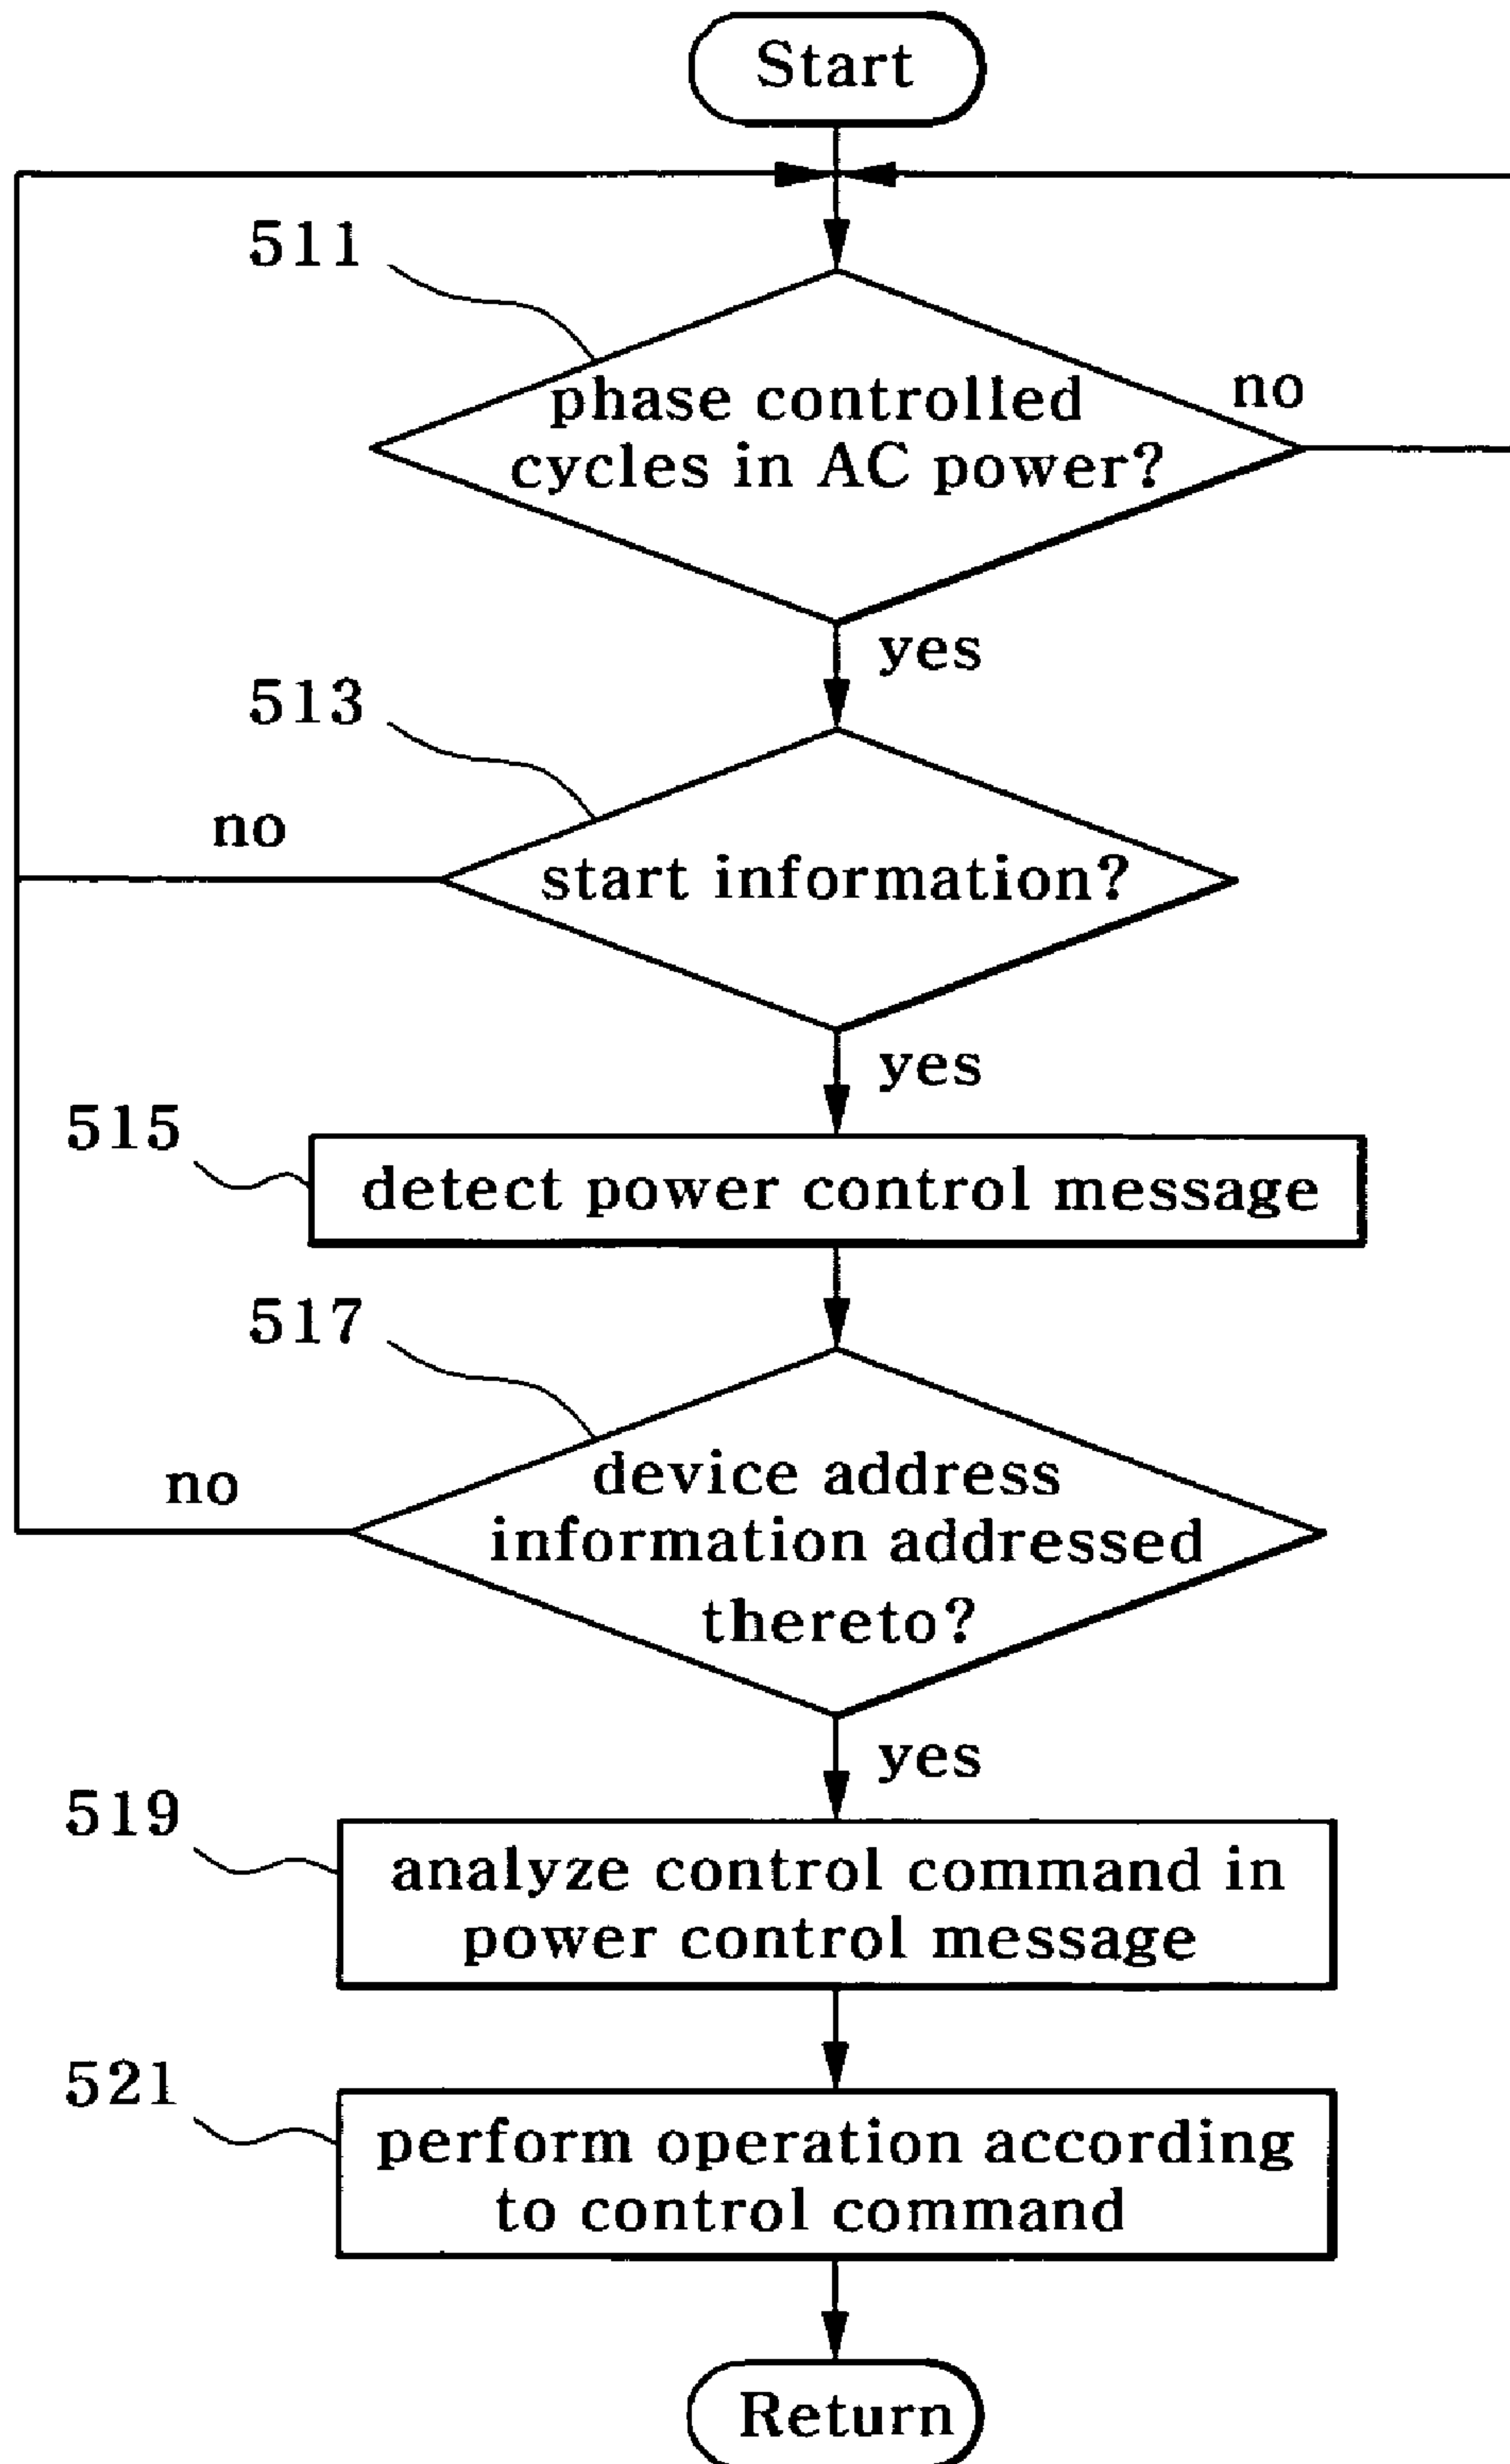 Start
511
phase controlled
cycles in AC power?
no
yes
513
no
start information?
yes
515
detect power control message
517
no
device address
information addressed
thereto?
yes
519
analyze control command in
power control message
521
perform operation according
to control command
Return